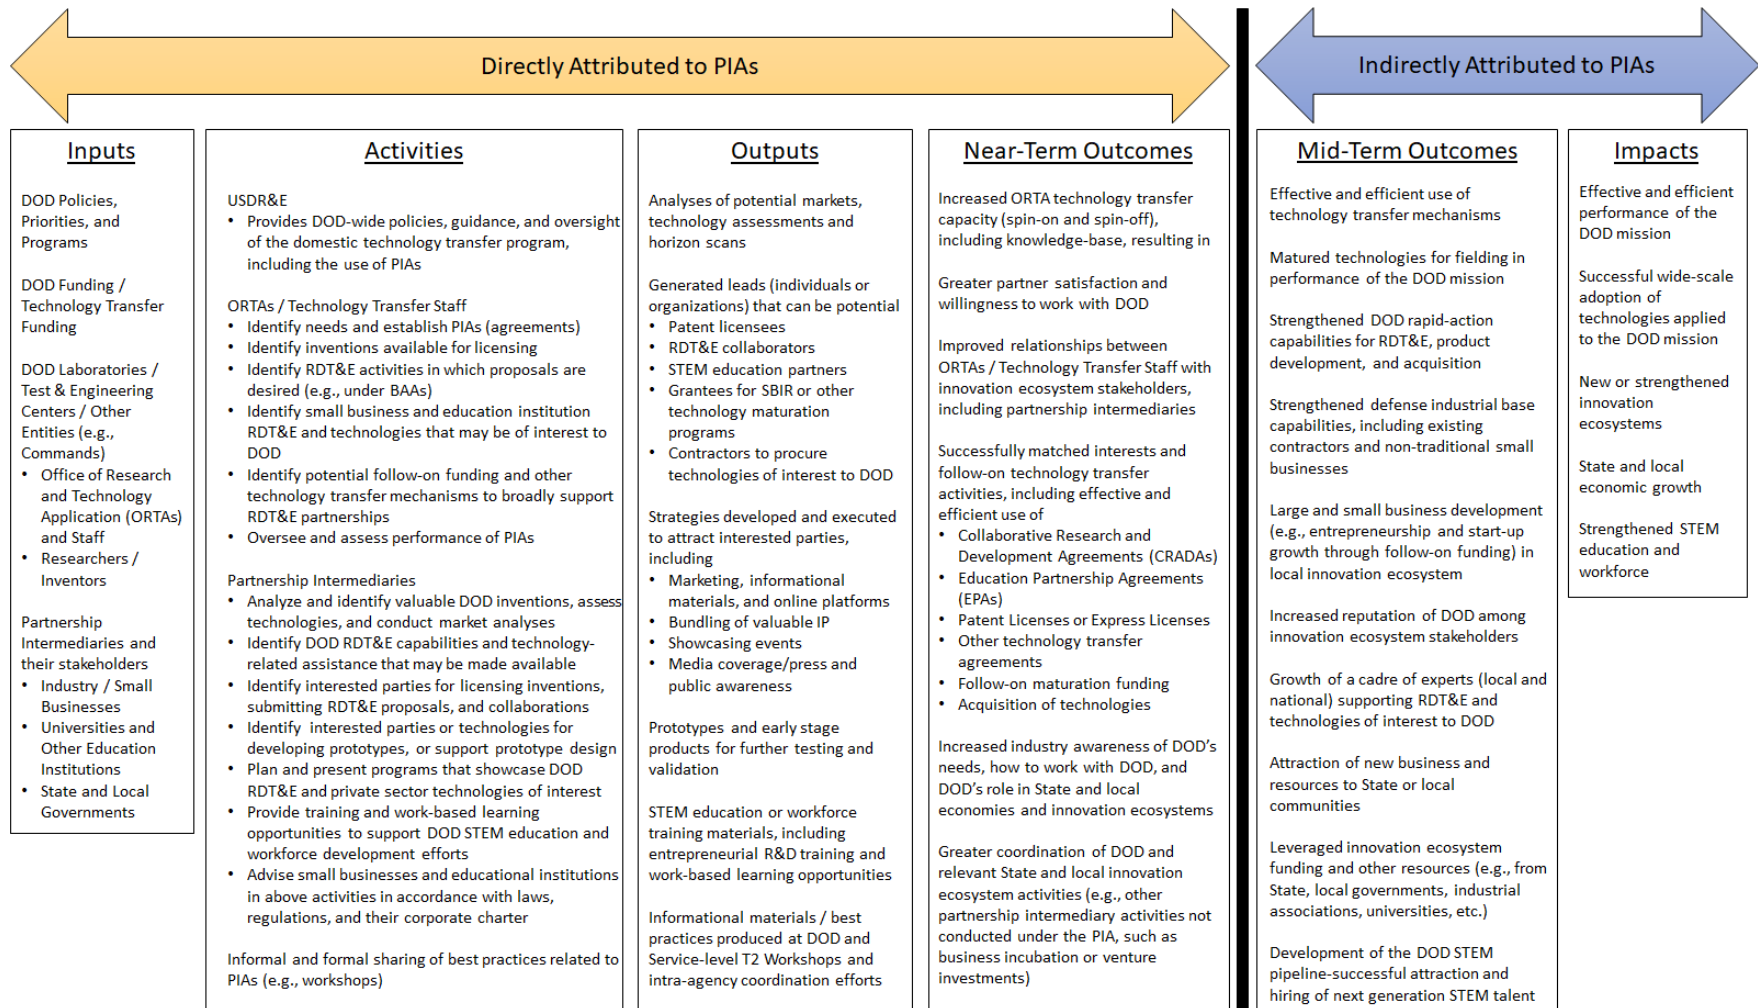 Directly Attributed to PIAs
Indirectly Attributed to PIAs
Inputs
DOD Policies,
Priorities, and
Programs
DOD Funding /
Technology Transfer
Funding
DOD Laboratories /
Test & Engineering
Centers / Other
Entities (e.g.,
Commands)
• Office of Research
and Technology
Application (ORTAs)
and Staff
• Researchers /
Inventors
Partnership
Intermediaries and
their stakeholders
• Industry / Small
Businesses
• Universities and
Other Education
Institutions
• State and Local
Governments
Activities
USDR&E
• Provides DOD-wide policies, guidance, and oversight
of the domestic technology transfer program,
including the use of PIAs
ORTAs / Technology Transfer Staff
• Identify needs and establish PIAs (agreements)
• Identify inventions available for licensing
• Identify RDT&E activities in which proposals are
desired (e.g., under BAAs)
• Identify small business and education institution
RDT&E and technologies that may be of interest to
DOD
• Identify potential follow-on funding and other
technology transfer mechanisms to broadly support
RDT&E partnerships
• Oversee and assess performance of PIAs
Partnership Intermediaries
• Analyze and identify valuable DOD inventions, assess
technologies, and conduct market analyses
• Identify DOD RDT&E capabilities and technology-
related assistance that may be made available
• Identify interested parties for licensing inventions,
submitting RDT&E proposals, and collaborations
• Identify interested parties or technologies for
developing prototypes, or support prototype design
• Plan and present programs that showcase DOD
RDT&E and private sector technologies of interest
• Provide training and work-based learning
opportunities to support DOD STEM education and
workforce development efforts
• Advise small businesses and educational institutions
in above activities in accordance with laws,
regulations, and their corporate charter
Informal and formal sharing of best practices related to
PIAs (e.g., workshops)
Outputs
Analyses of potential markets,
technology assessments and
horizon scans
Generated leads (individuals or
organizations) that can be potential
• Patent licensees
• RDT&E collaborators
• STEM education partners
• Grantees for SBIR or other
technology maturation
programs
• Contractors to procure
technologies of interest to DOD
Strategies developed and executed
to attract interested parties,
including
• Marketing, informational
materials, and online platforms
• Bundling of valuable IP
• Showcasing events
• Media coverage/press and
public awareness
Prototypes and early stage
products for further testing and
validation
STEM education or workforce
training materials, including
entrepreneurial R&D training and
work-based learning opportunities
Informational materials / best
practices produced at DOD and
Service-level T2 Workshops and
intra-agency coordination efforts
Near-Term Outcomes
Increased ORTA technology transfer
capacity (spin-on and spin-off),
including knowledge-base, resulting in
Greater partner satisfaction and
willingness to work with DOD
Improved relationships between
ORTAs / Technology Transfer Staff with
innovation ecosystem stakeholders,
including partnership intermediaries
Successfully matched interests and
follow-on technology transfer
activities, including effective and
efficient use of
• Collaborative Research and
Development Agreements (CRADAs)
• Education Partnership Agreements
(EPAs)
• Patent Licenses or Express Licenses
• Other technology transfer
agreements
• Follow-on maturation funding
• Acquisition of technologies
Increased industry awareness of DOD's
needs, how to work with DOD, and
DOD's role in State and local
economies and innovation ecosystems
Greater coordination of DOD and
relevant State and local innovation
ecosystem activities (e.g., other
partnership intermediary activities not
conducted under the PIA, such as
business incubation or venture
investments)
Mid-Term Outcomes
Effective and efficient use of
technology transfer mechanisms
Matured technologies for fielding in
performance of the DOD mission
Strengthened DOD rapid-action
capabilities for RDT&E, product
development, and acquisition
Strengthened defense industrial base
capabilities, including existing
contractors and non-traditional small
businesses
Large and small business development
(e.g., entrepreneurship and start-up
growth through follow-on funding) in
local innovation ecosystem
Increased reputation of DOD among
innovation ecosystem stakeholders
Growth of a cadre of experts (local and
national) supporting RDT&E and
technologies of interest to DOD
Attraction of new business and
resources to State or local
communities
Leveraged innovation ecosystem
funding and other resources (e.g., from
State, local governments, industrial
associations, universities, etc.)
Development of the DOD STEM
pipeline-successful attraction and
hiring of next generation STEM talent
Impacts
Effective and efficient
performance of the
DOD mission
Successful wide-scale
adoption of
technologies applied
to the DOD mission
New or strengthened
innovation
ecosystems
State and local
economic growth
Strengthened STEM
education and
workforce